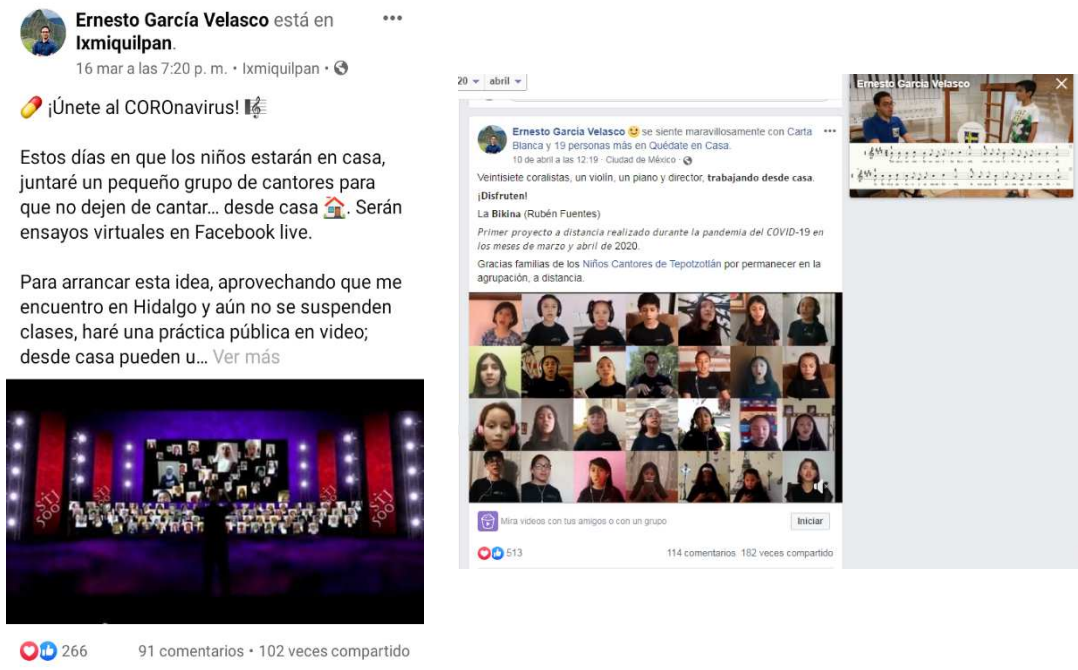 Ernesto García Velasco está en
Ixmiquilpan.
16 mar a las 7:20 p. m. • Ixmiquilpan •
¡Únete al COROnavirus!
Estos días en que los niños estarán en casa,
juntaré un pequeño grupo de cantores para
que no dejen de cantar... desde casa. Serán
ensayos virtuales en Facebook live.
Para arrancar esta idea, aprovechando que me
encuentro en Hidalgo y aún no se suspenden
clases, haré una práctica pública en video;
desde casa pueden u... Ver más
266
91 comentarios • 102 veces compartido
20 abril
Ernesto García Velasco se siente maravillosamente con Carta
Blanca y 19 personas más en Quédate en Casa.
10 de abril a las 12:19 · Ciudad de México ·
Veintisiete coralistas, un violín, un piano y director, trabajando desde casa.
¡Disfruten!
La Bikina (Rubén Fuentes)
Primer proyecto a distancia realizado durante la pandemia del COVID-19 en
los meses de marzo y abril de 2020.
Gracias familias de los Niños Cantores de Tepotzotlán por permanecer en la
agrupación, a distancia.
Mira videos con tus amigos o con un grupo
Iniciar
513
114 comentarios 182 veces compartido
Ernesto García Velasco